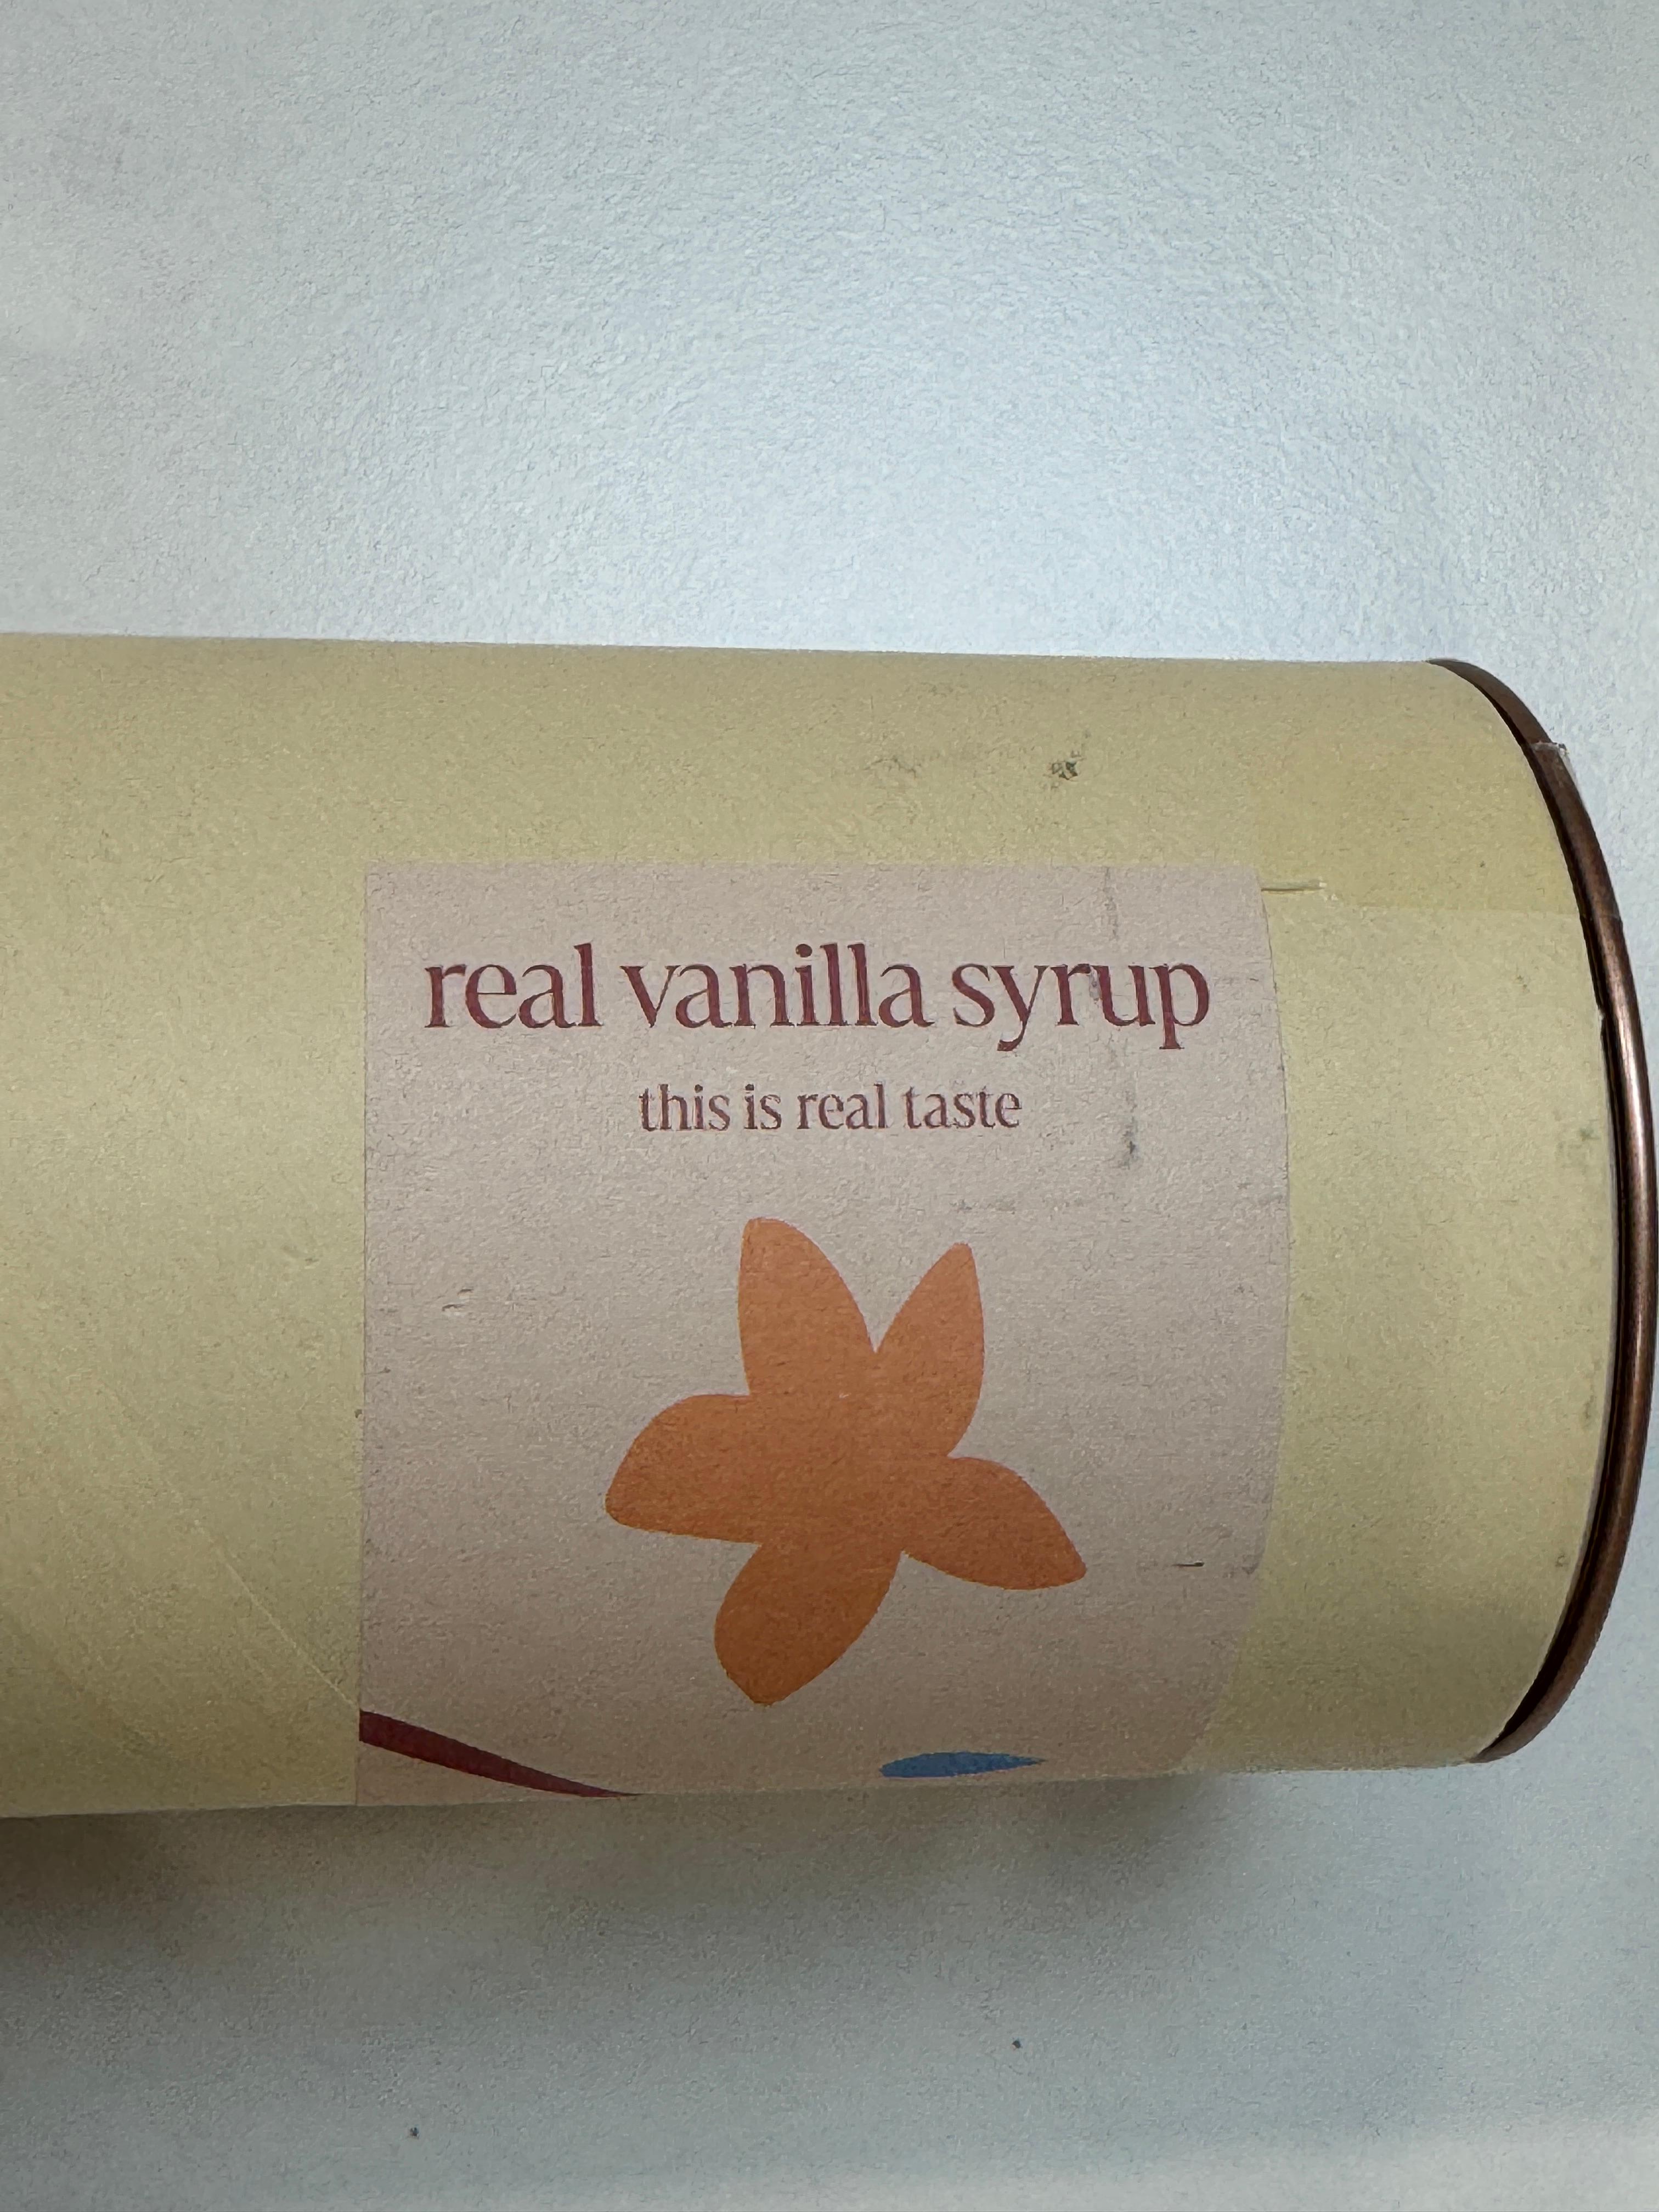 real vanilla syrup
this is real taste